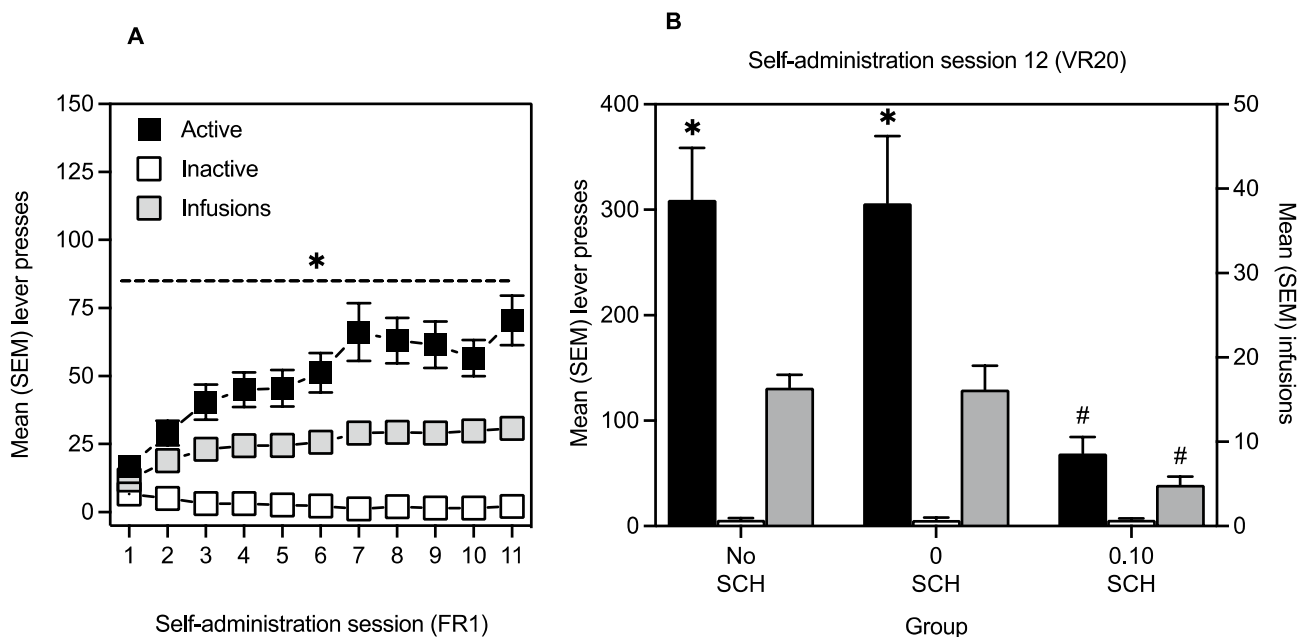 A
150
125
100
75
50
25
0
Mean (SEM) lever presses
Active
Inactive
Infusions
*
1 2 3 4 5 6 7 8 9 10 11
Self-administration session (FR1)
B
Self-administration session 12 (VR20)
400
300
200
100
0
Mean (SEM) lever presses
* *
# #
50
40
30
20
10
0
Mean (SEM) infusions
No 0 0.10
SCH SCH SCH
Group